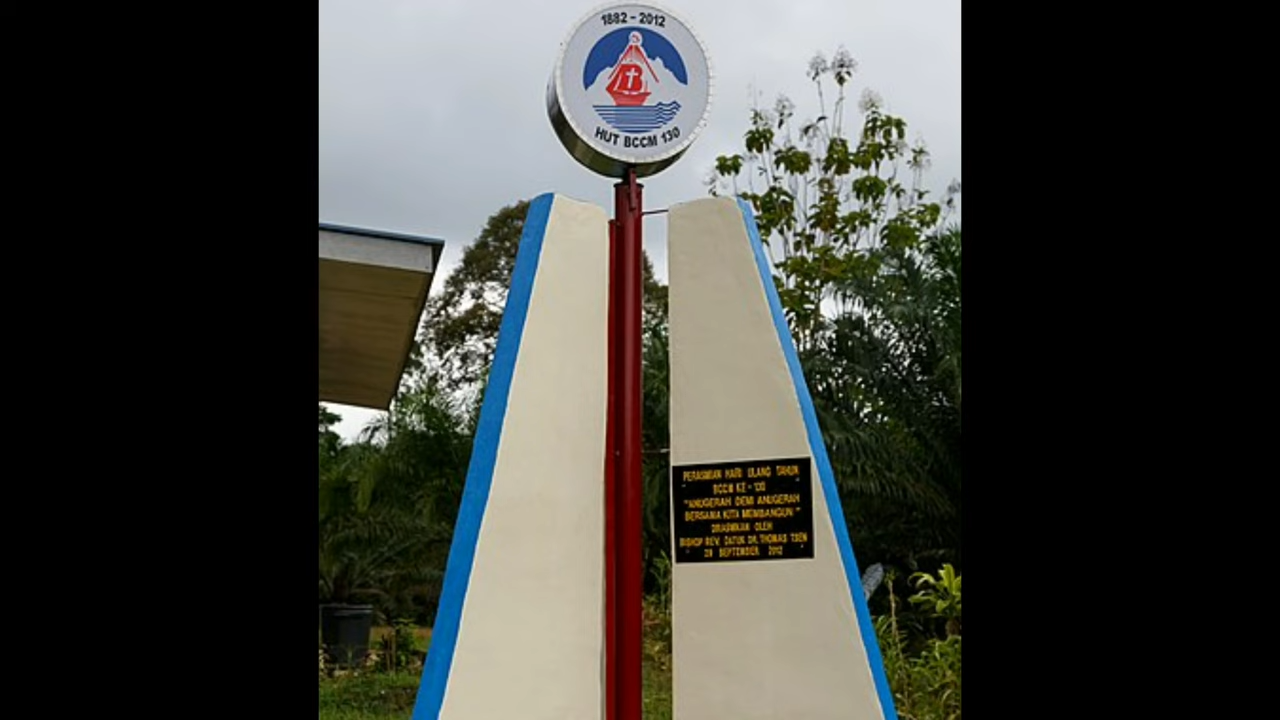 1882 - 2012
B
HUT BCCM 130
PERASMIAN HARI ULANG TAHUN
BCCM KE - 130
"ANUGERAH DEMI ANUGERAH
BERSAMA KITA MEMBANGUN"
DIRASMIKAN OLEH
BISHOP REV. DATUK DR. THOMAS TSEN
29 SEPTEMBER 2012